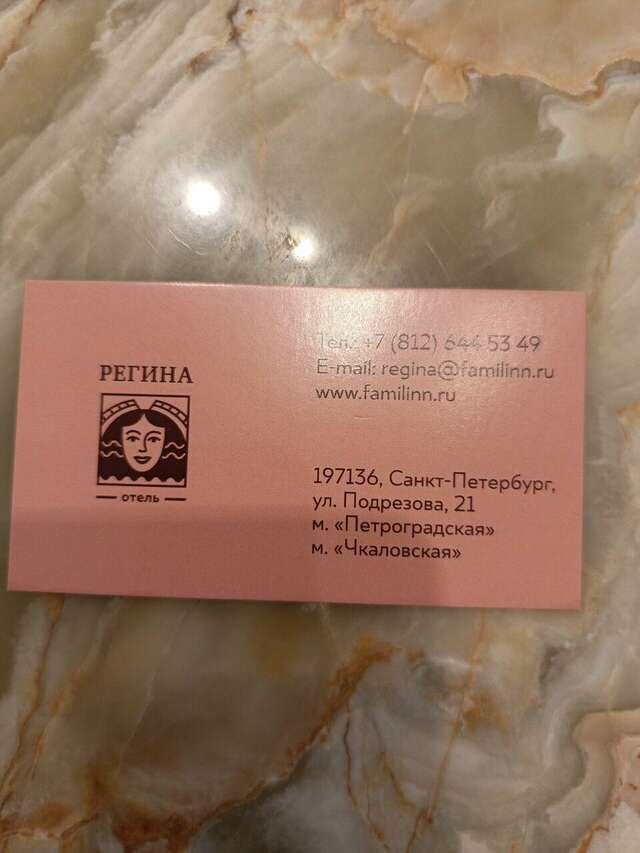 РЕГИНА
отель
Тел.: +7 (812) 644 53 49
E-mail: regina@familinn.ru
www.familinn.ru
197136, Санкт-Петербург,
ул. Подрезова, 21
м. «Петроградская»
м. «Чкаловская»